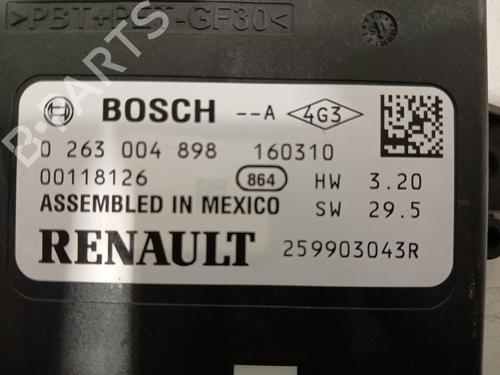 >PBT+PET-GF30<
BOSCH --A 4G3
0 263 004 898 160310
00118126 864 HW 3.20
ASSEMBLED IN MEXICO SW 29.5
RENAULT 259903043R
B-PARTS